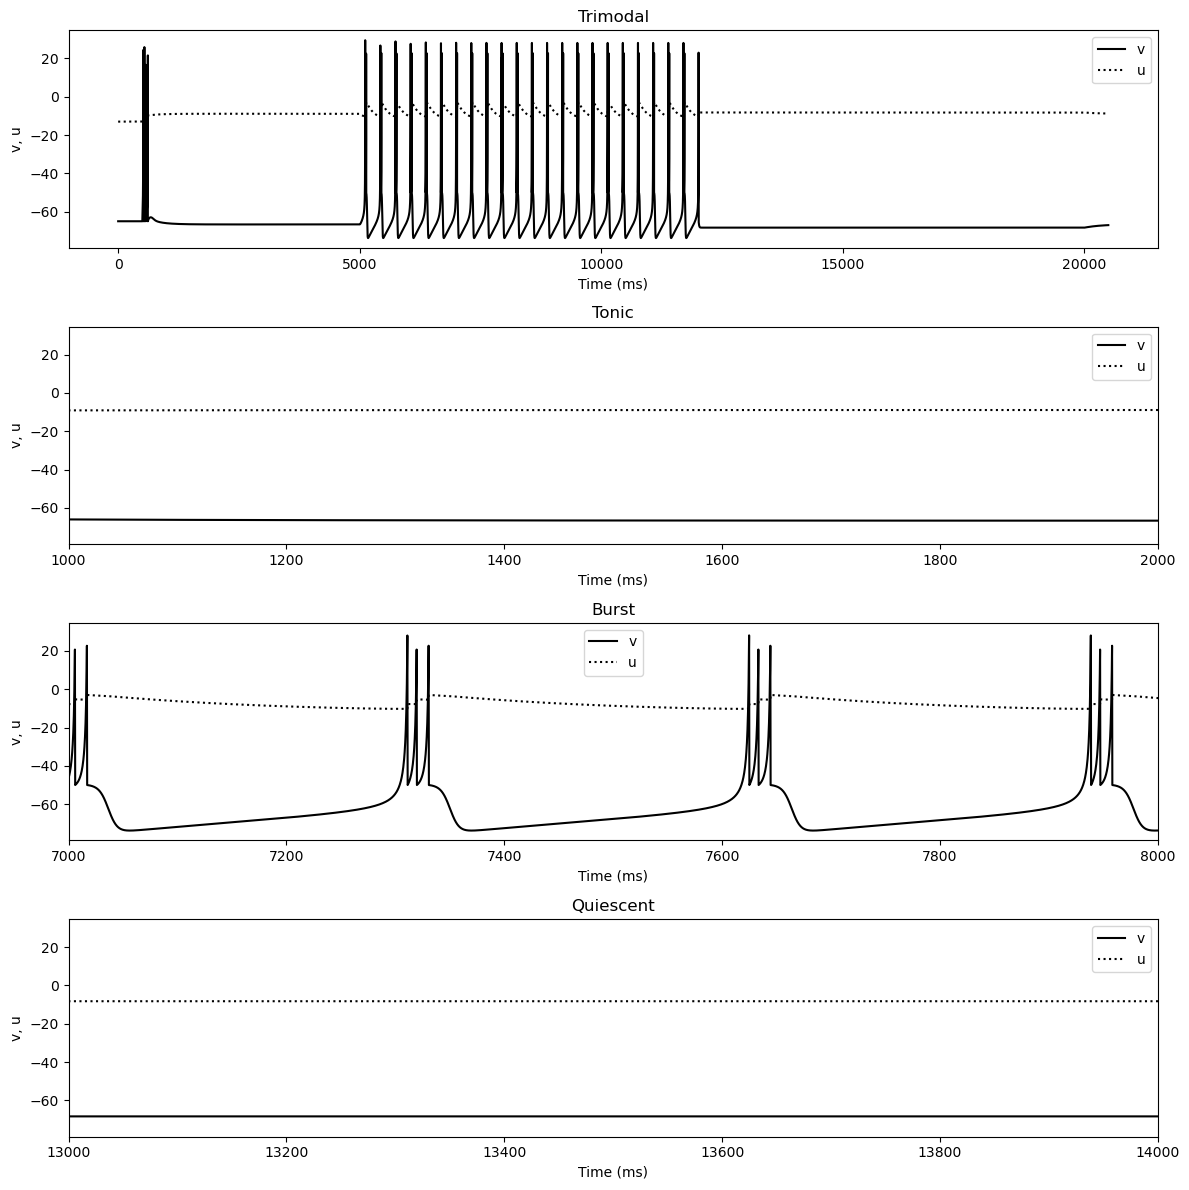 Trimodal
v, u
20
0
−20
−40
−60
v
u
0
5000
10000
15000
20000
Time (ms)
Tonic
v, u
20
0
−20
−40
−60
v
u
1000
1200
1400
1600
1800
2000
Time (ms)
Burst
v, u
20
0
−20
−40
−60
v
u
7000
7200
7400
7600
7800
8000
Time (ms)
Quiescent
v, u
20
0
−20
−40
−60
v
u
13000
13200
13400
13600
13800
14000
Time (ms)